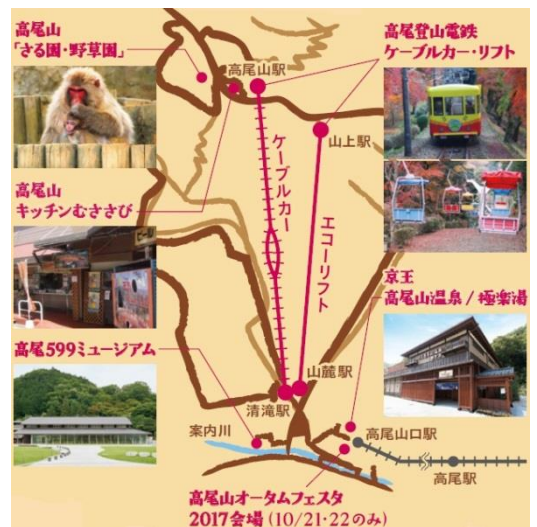 高尾山
「さる園・野草園」
高尾登山電鉄
ケーブルカー・リフト
高尾山駅
山上駅
ケーブルカー
エコーリフト
高尾山
キッチンむささび
京王
高尾山温泉/極楽湯
高尾599ミュージアム
山麓駅
清滝駅
案内川
高尾山口駅
高尾駅
高尾山オータムフェスタ
2017会場(10/21・22のみ)